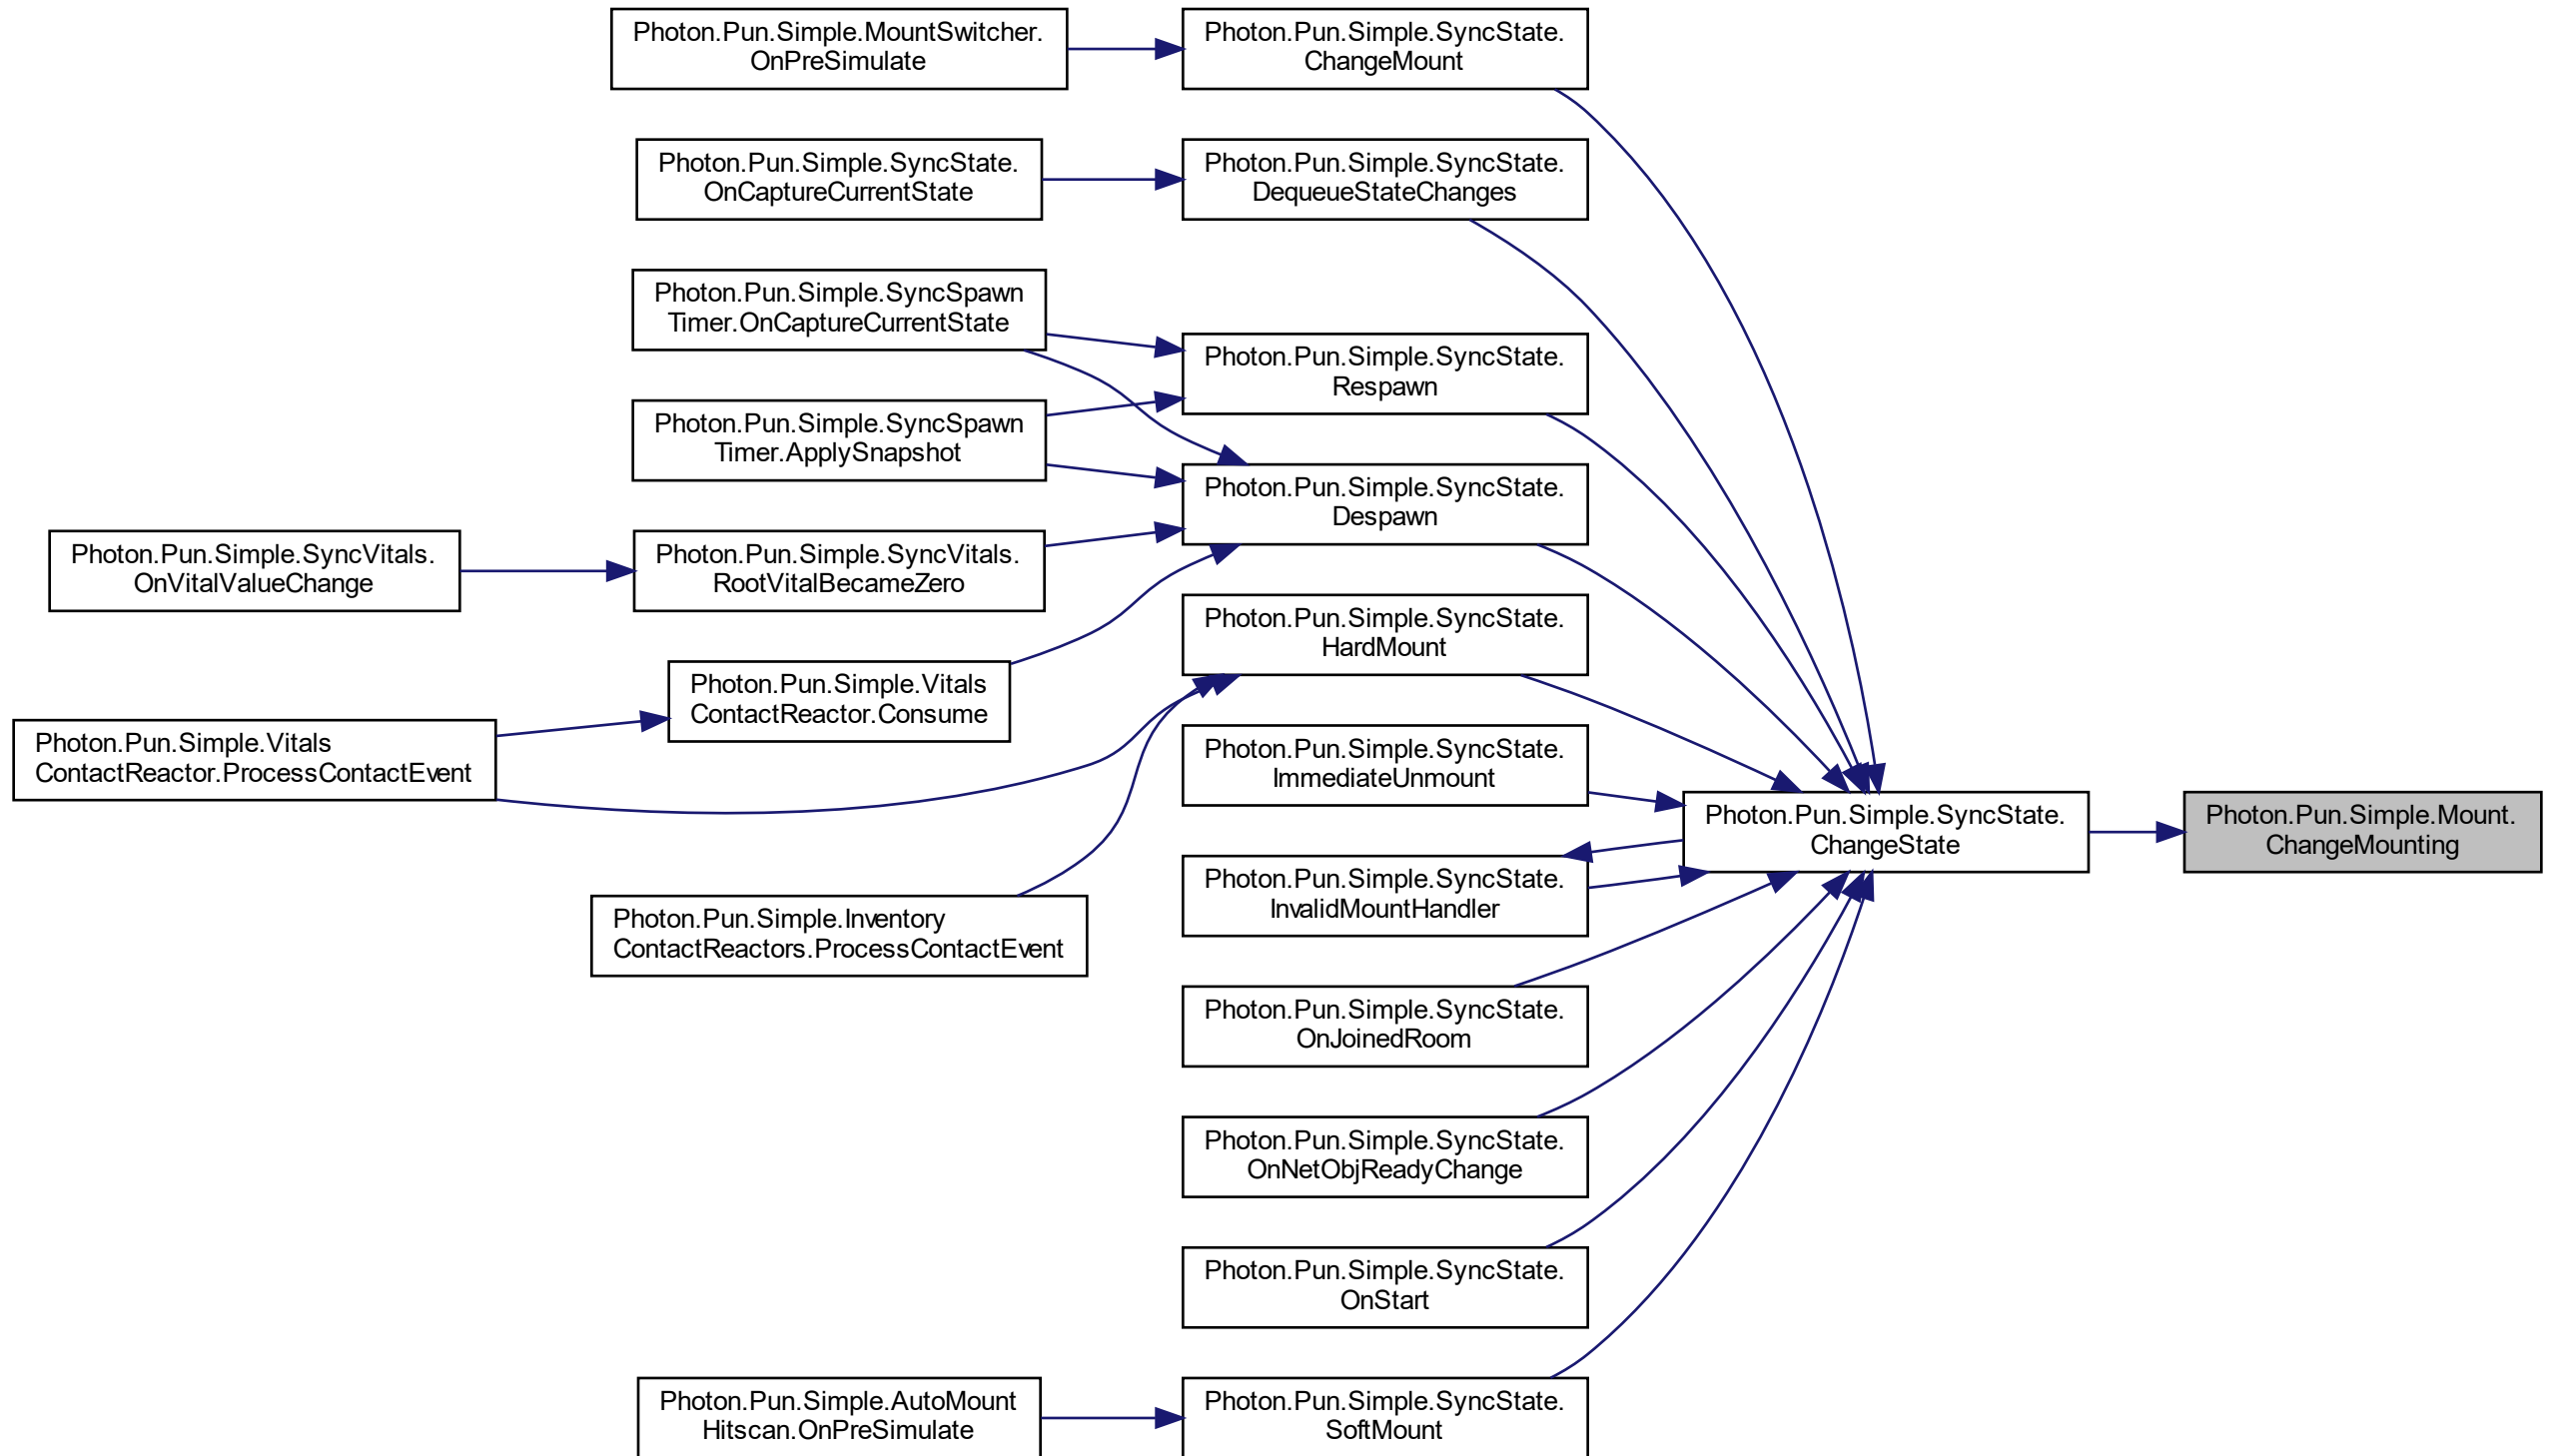 Photon.Pun.Simple.MountSwitcher.
OnPreSimulate
Photon.Pun.Simple.SyncState.
ChangeMount
Photon.Pun.Simple.SyncState.
OnCaptureCurrentState
Photon.Pun.Simple.SyncState.
DequeueStateChanges
Photon.Pun.Simple.SyncSpawn
Timer.OnCaptureCurrentState
Photon.Pun.Simple.SyncState.
Respawn
Photon.Pun.Simple.SyncSpawn
Timer.ApplySnapshot
Photon.Pun.Simple.SyncState.
Despawn
Photon.Pun.Simple.SyncVitals.
OnVitalValueChange
Photon.Pun.Simple.SyncVitals.
RootVitalBecameZero
Photon.Pun.Simple.SyncState.
HardMount
Photon.Pun.Simple.Vitals
ContactReactor.Consume
Photon.Pun.Simple.Vitals
ContactReactor.ProcessContactEvent
Photon.Pun.Simple.SyncState.
ImmediateUnmount
Photon.Pun.Simple.SyncState.
ChangeState
Photon.Pun.Simple.Mount.
ChangeMounting
Photon.Pun.Simple.SyncState.
InvalidMountHandler
Photon.Pun.Simple.Inventory
ContactReactors.ProcessContactEvent
Photon.Pun.Simple.SyncState.
OnJoinedRoom
Photon.Pun.Simple.SyncState.
OnNetObjReadyChange
Photon.Pun.Simple.SyncState.
OnStart
Photon.Pun.Simple.AutoMount
Hitscan.OnPreSimulate
Photon.Pun.Simple.SyncState.
SoftMount